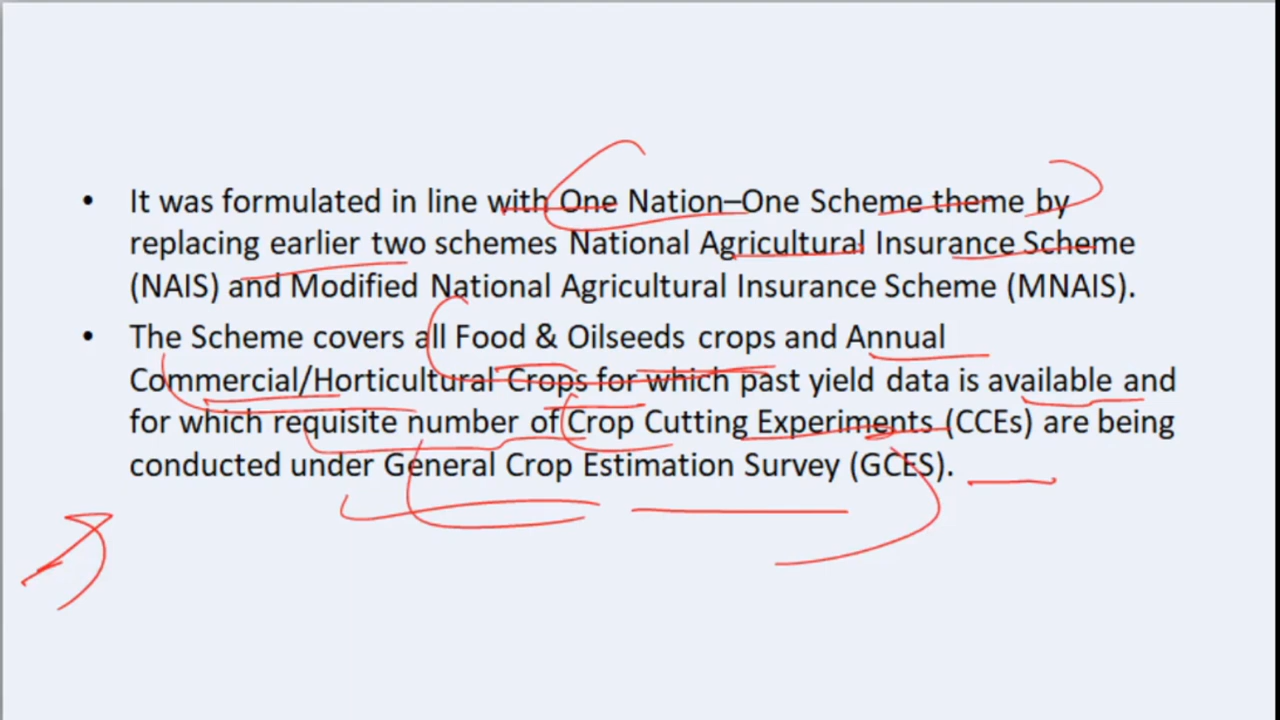 • It was formulated in line with One Nation–One Scheme theme by
replacing earlier two schemes National Agricultural Insurance Scheme
(NAIS) and Modified National Agricultural Insurance Scheme (MNAIS).
• The Scheme covers all Food & Oilseeds crops and Annual
Commercial/Horticultural Crops for which past yield data is available and
for which requisite number of Crop Cutting Experiments (CCEs) are being
conducted under General Crop Estimation Survey (GCES).